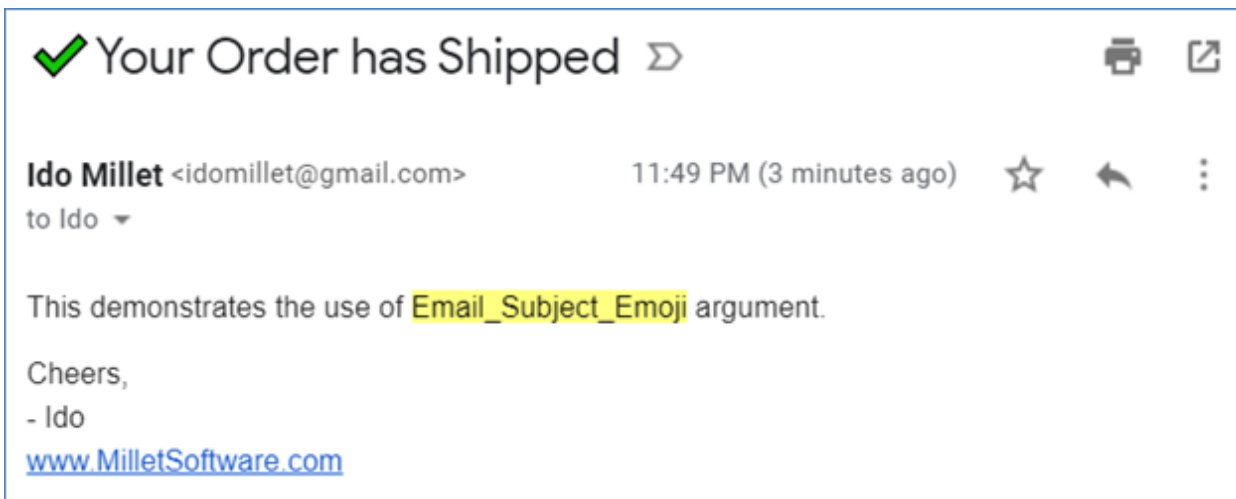 ✔Your Order has Shipped
Ido Millet <idomillet@gmail.com> 11:49 PM (3 minutes ago)
to Ido
This demonstrates the use of Email_Subject_Emoji argument.
Cheers,
- Ido
www.MilletSoftware.com